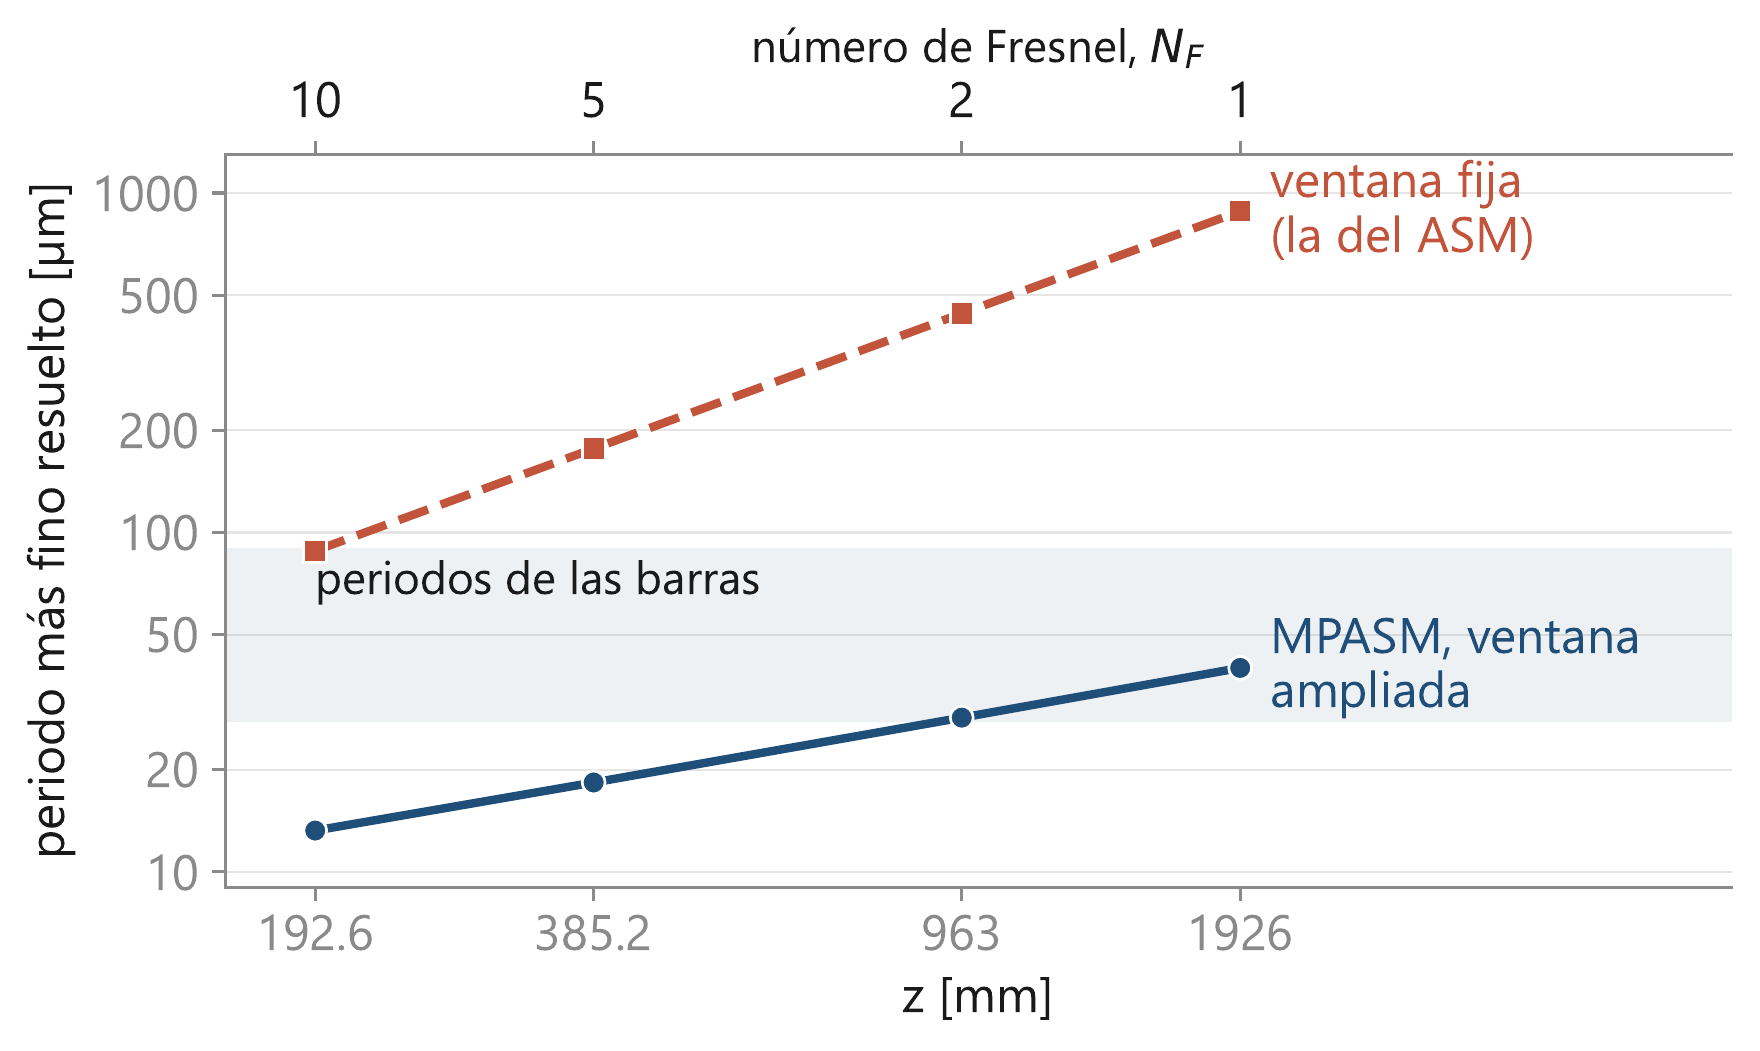 número de Fresnel, N_F
10 5 2 1
periodo más fino resuelto [µm]
1000
500
200
100
50
20
10
ventana fija
(la del ASM)
periodos de las barras
MPASM, ventana
ampliada
192.6 385.2 963 1926
z [mm]